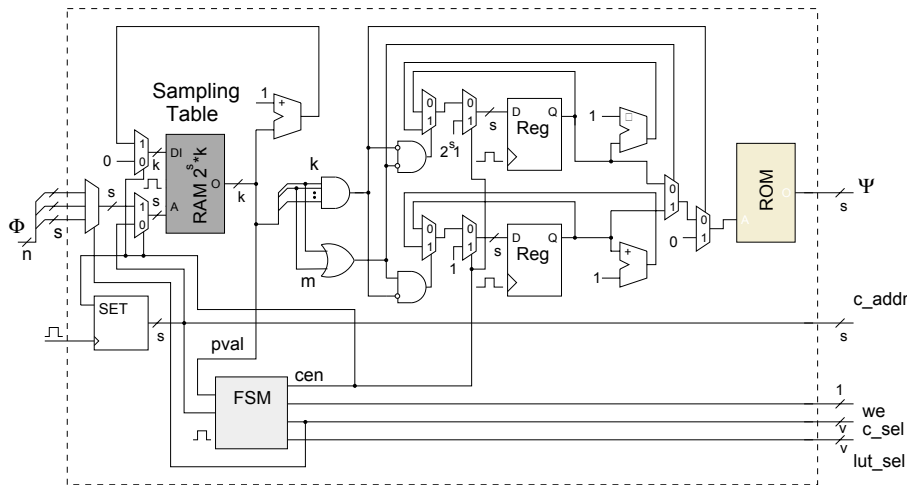 Sampling
Table
1
+
1
0
0
k
DI
RAM 2^s*k
O
k
s
s
1
0
A
Φ
n
s
SET
s
pval
cen
FSM
k
m
0
1
0
1
2^s-1
s
D
Q
Reg
1
0
1
0
1
1
s
D
Q
Reg
+
1
0
1
0
0
1
A
ROM
O
Ψ
s
c_addr
s
1
we
v
c_sel
v
lut_sel